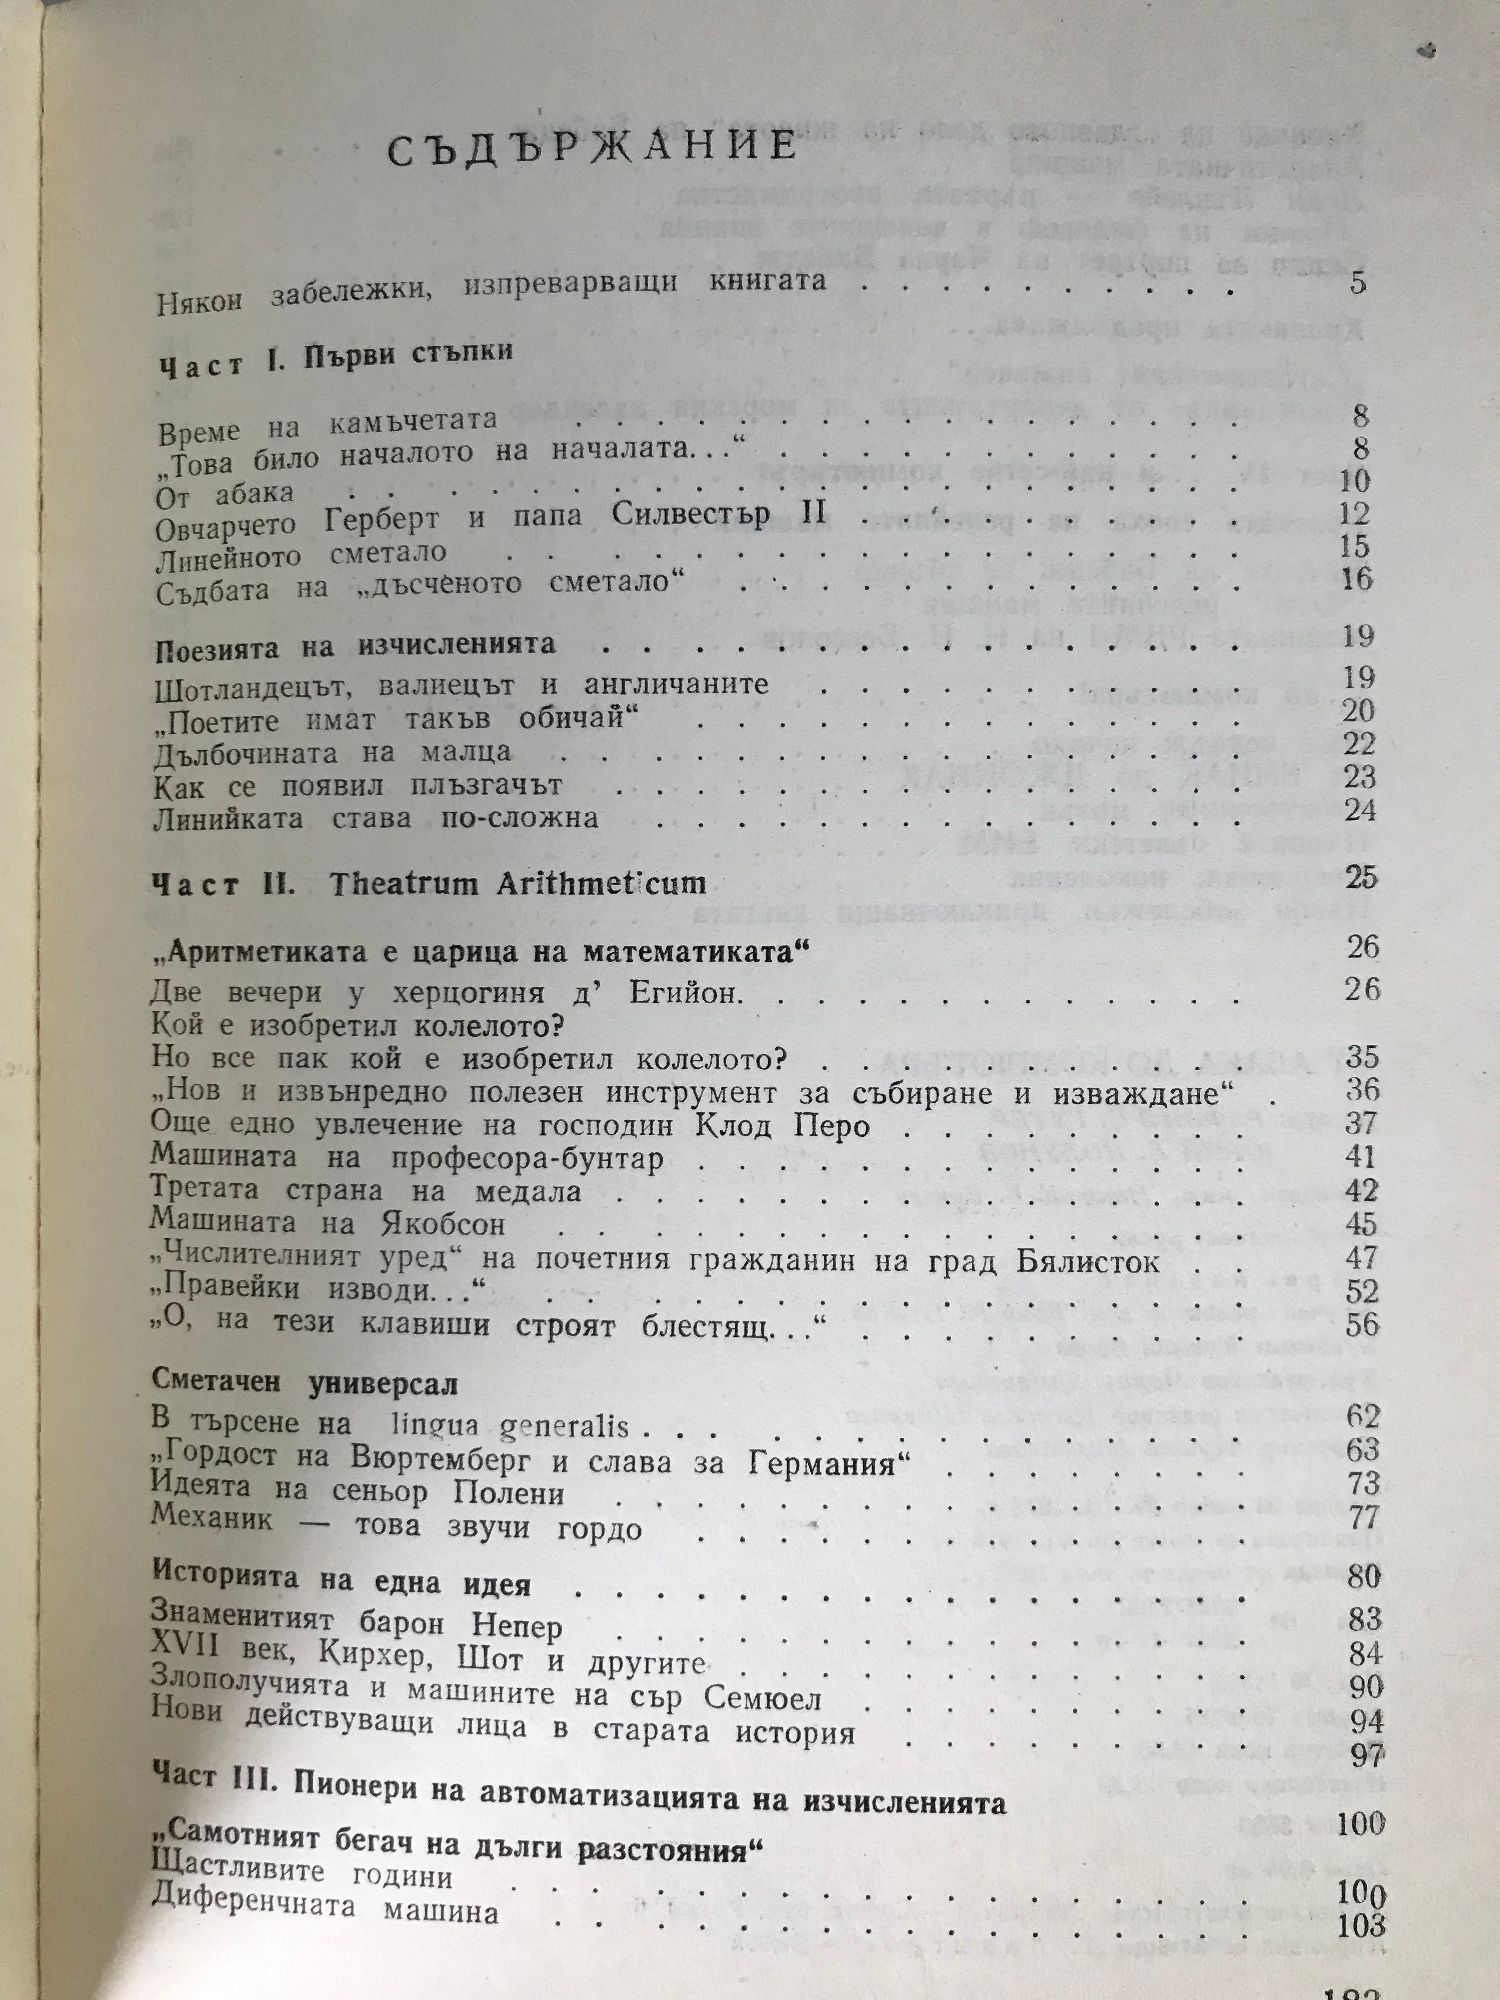 СЪДЪРЖАНИЕ
Някои забележки, изпреварващи книгата . . . . . . . . . . 5
Част I. Първи стъпки
Време на камъчетата . . . . . . . . . . . . . . . . . 8
„Това било началото на началата. . .“ . . . . . . . . . . . . 8
От абака . . . . . . . . . . . . . . . . . . . . . 10
Овчарчето Герберт и папа Силвестър II . . . . . . . . . . 12
Линейното сметало . . . . . . . . . . . . . . . . . 15
Съдбата на „дъсченото сметало“ . . . . . . . . . . . . . 16
Поезията на изчисленията . . . . . . . . . . . . . . . 19
Шотландецът, валиецът и англичаните . . . . . . . . . . . 19
„Поетите имат такъв обичай“ . . . . . . . . . . . . . . 20
Дълбочината на малца . . . . . . . . . . . . . . . . . 22
Как се появил плъзгачът . . . . . . . . . . . . . . . . 23
Линийката става по-сложна . . . . . . . . . . . . . . . 24
Част II. Theatrum Arithmeticum 25
„Аритметиката е царица на математиката“ 26
Две вечери у херцогиня д’ Егийон. . . . . . . . . . . . . 26
Кой е изобретил колелото?
Но все пак кой е изобретил колелото? . . . . . . . . . . . 35
„Нов и извънредно полезен инструмент за събиране и изваждане“ . 36
Още едно увлечение на господин Клод Перо . . . . . . . . . 37
Машината на професора-бунтар . . . . . . . . . . . . . . 41
Третата страна на медала . . . . . . . . . . . . . . . . 42
Машината на Якобсон . . . . . . . . . . . . . . . . . 45
„Числителният уред“ на почетния гражданин на град Бялисток . . 47
„Правейки изводи. . .“ . . . . . . . . . . . . . . . . . 52
„О, на тези клавиши строят блестящ. . .“ . . . . . . . . . . 56
Сметачен универсал
В търсене на lingua generalis . . . . . . . . . . . . . . 62
„Гордост на Вюртемберг и слава за Германия“ . . . . . . . . 63
Идеята на сеньор Полени . . . . . . . . . . . . . . . . 73
Механик — това звучи гордо . . . . . . . . . . . . . . 77
Историята на една идея . . . . . . . . . . . . . . . . . 80
Знаменитият барон Непер . . . . . . . . . . . . . . . . 83
XVII век, Кирхер, Шот и другите . . . . . . . . . . . . . 84
Злополучията и машините на сър Семюел . . . . . . . . . . 90
Нови действуващи лица в старата история . . . . . . . . . 94
97
Част III. Пионери на автоматизацията на изчисленията
100
„Самотният бегач на дълги разстояния“
Щастливите години . . . . . . . . . . . . . . . . . . 100
Диференчната машина . . . . . . . . . . . . . . . . . 103